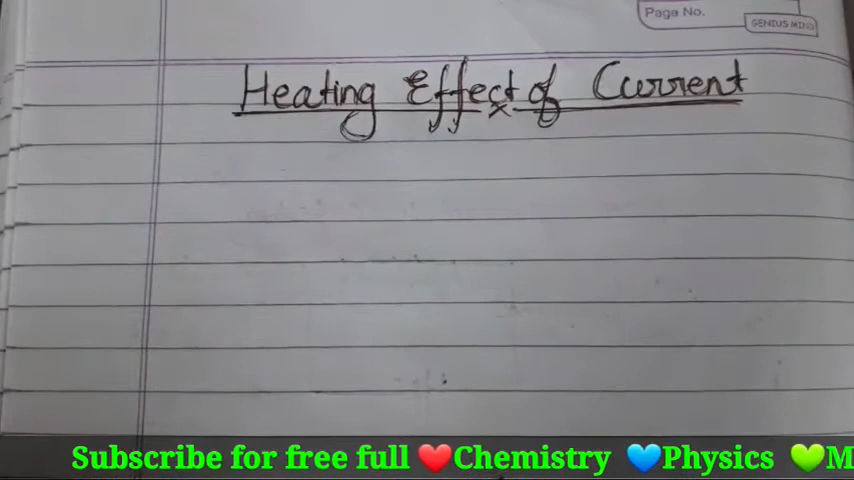 Page No.
GENIUS MIND
Heating Effect of Current
Subscribe for free full ❤️Chemistry 💙Physics 💚M